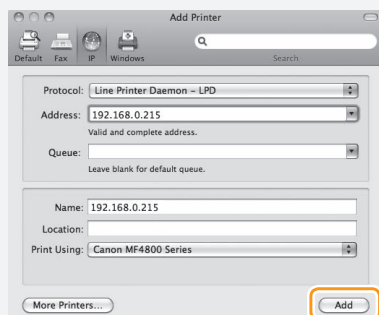 Add Printer
Default Fax IP Windows Search
Protocol: Line Printer Daemon – LPD
Address: 192.168.0.215
Valid and complete address.
Queue:
Leave blank for default queue.
Name: 192.168.0.215
Location:
Print Using: Canon MF4800 Series
More Printers... Add